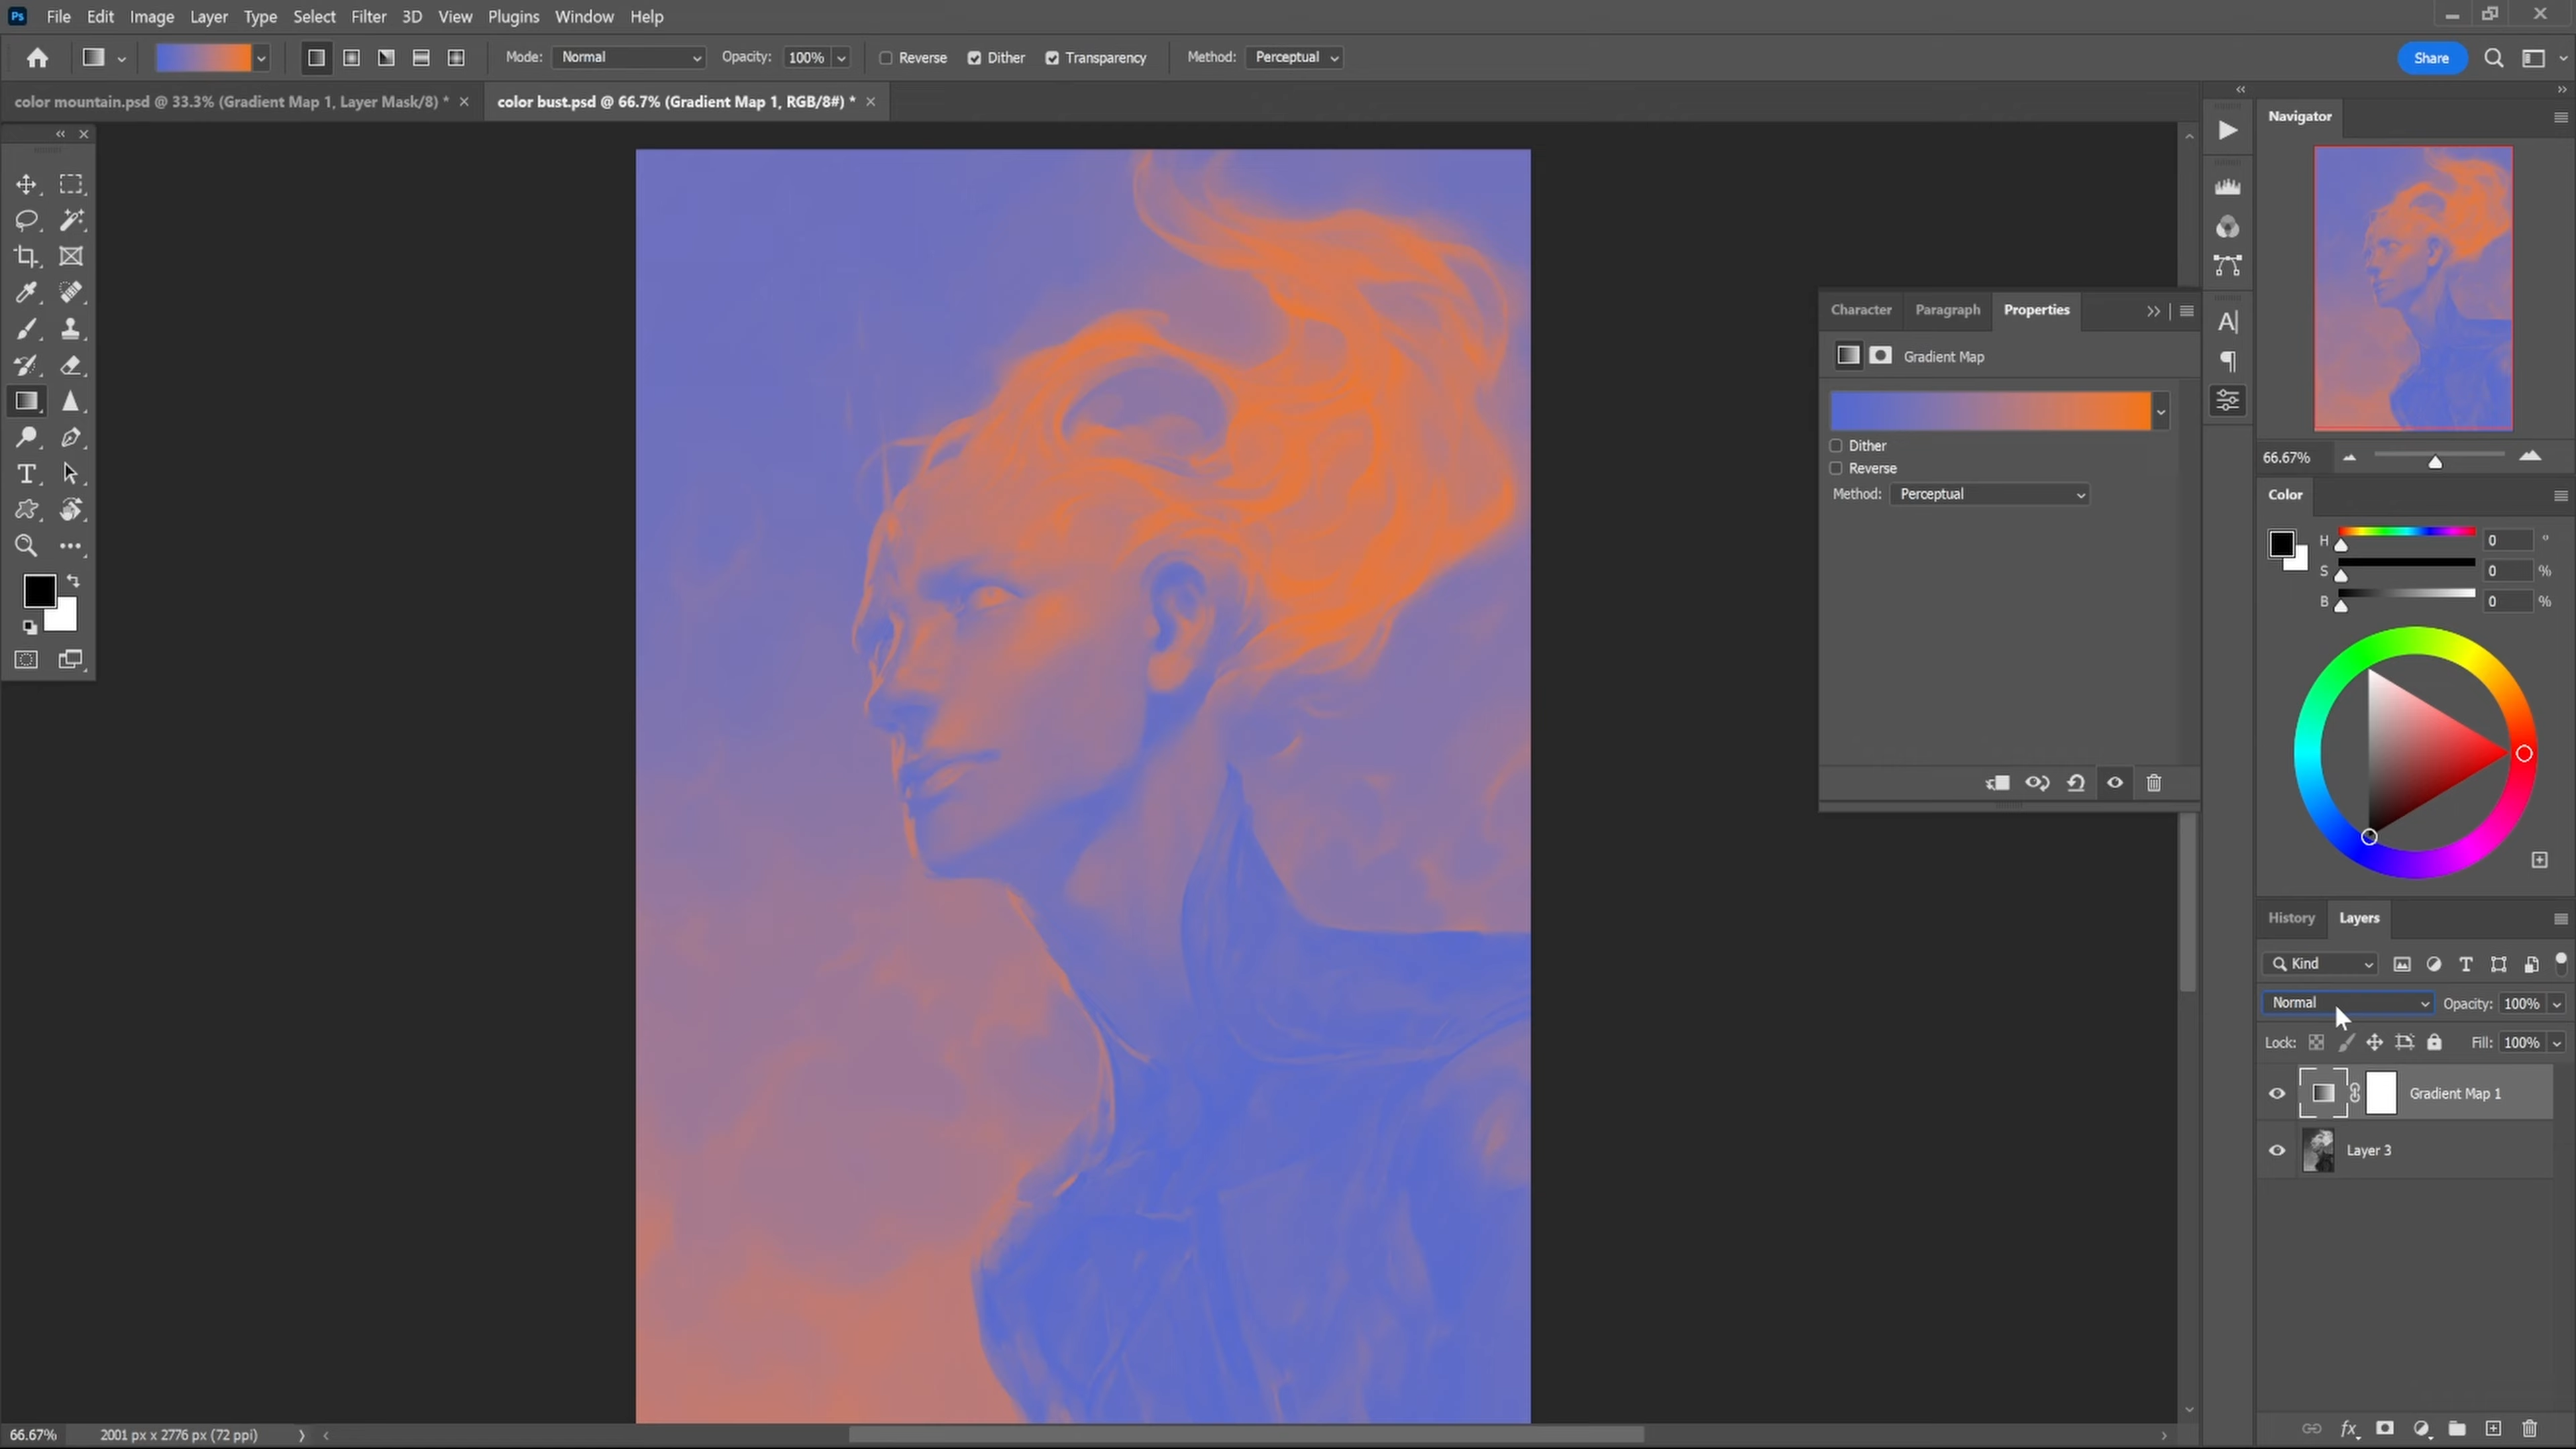 Ps File Edit Image Layer Type Select Filter 3D View Plugins Window Help
Mode: Normal Opacity: 100% Reverse Dither Transparency Method: Perceptual Share
color mountain.psd @ 33.3% (Gradient Map 1, Layer Mask/8) * × color bust.psd @ 66.7% (Gradient Map 1, RGB/8#) * ×
Navigator
Character Paragraph Properties
Gradient Map
Dither
Reverse
Method: Perceptual
66.67%
Color
H 0 °
S 0 %
B 0 %
History Layers
Kind
Normal Opacity: 100%
Lock: Fill: 100%
Gradient Map 1
Layer 3
66.67% 2001 px x 2776 px (72 ppi)